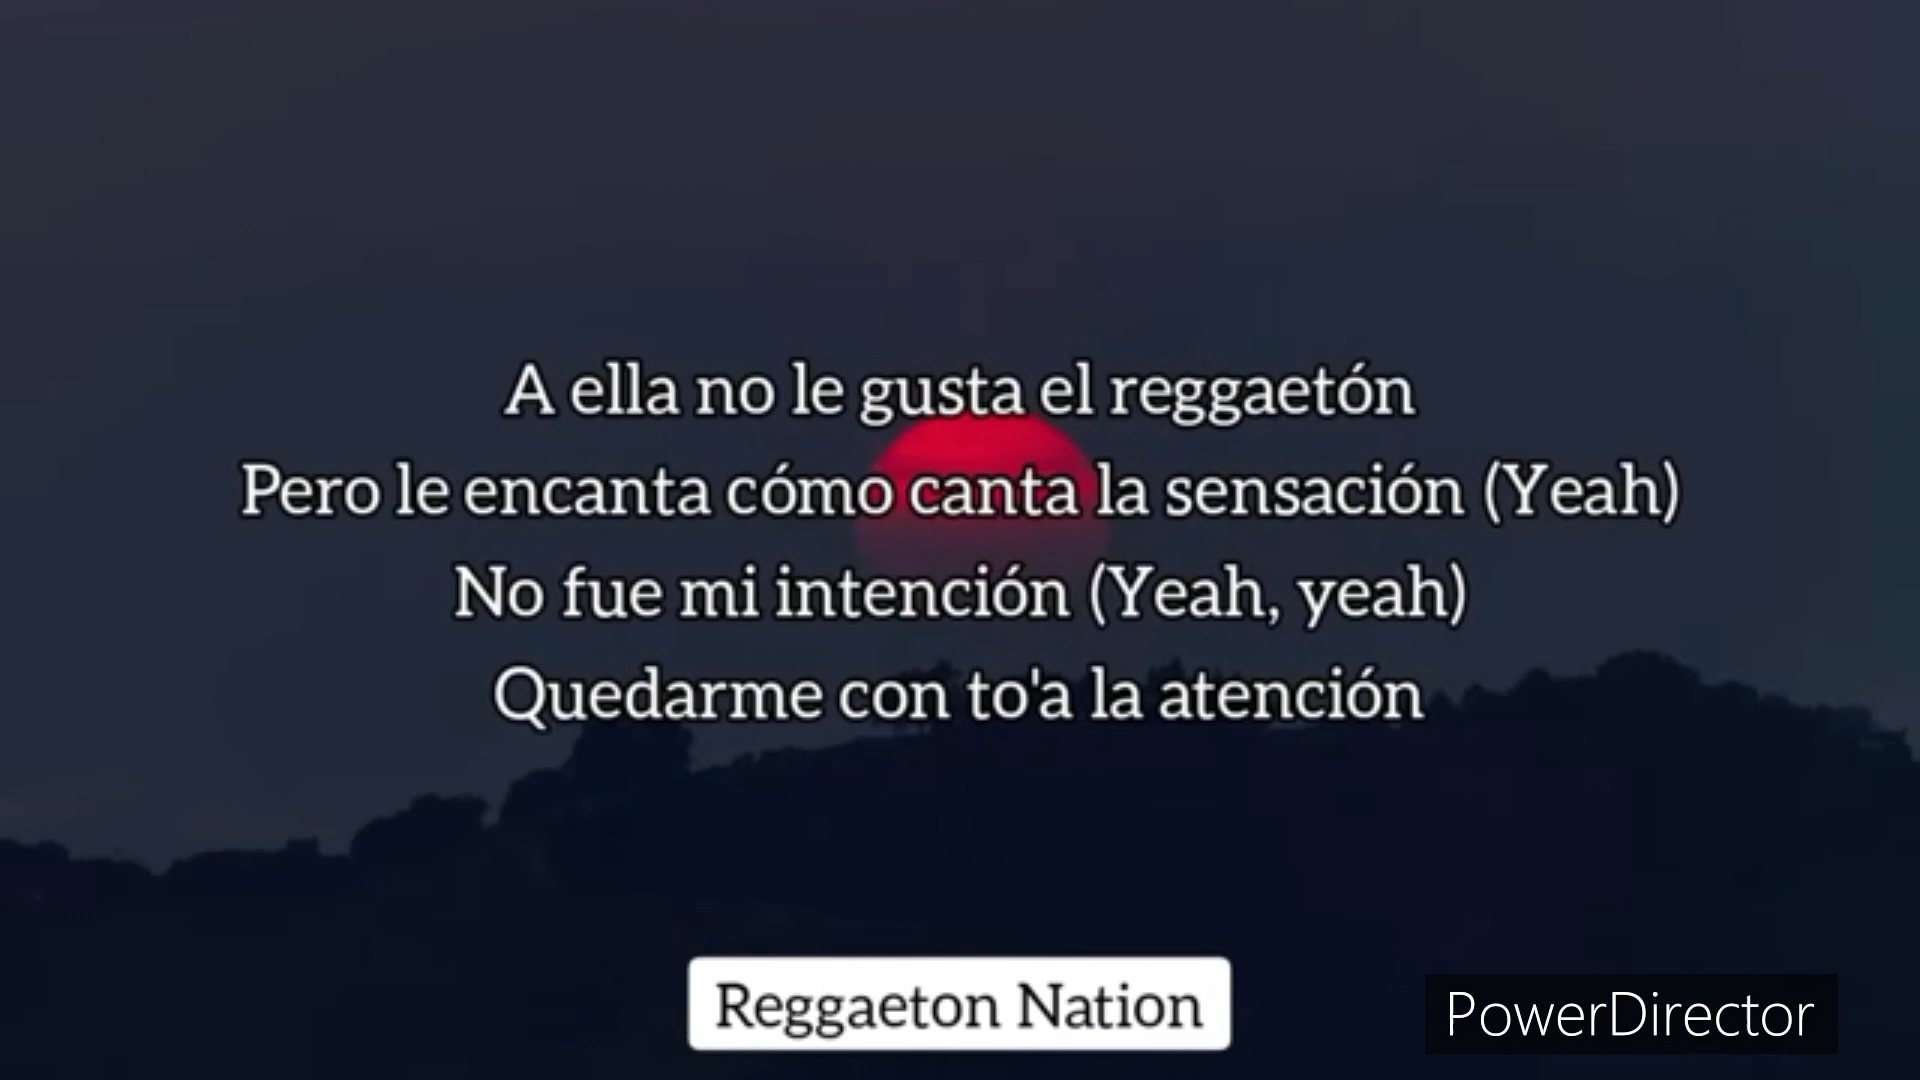 A ella no le gusta el reggaetón
Pero le encanta cómo canta la sensación (Yeah)
No fue mi intención (Yeah, yeah)
Quedarme con to'a la atención
Reggaeton Nation
PowerDirector